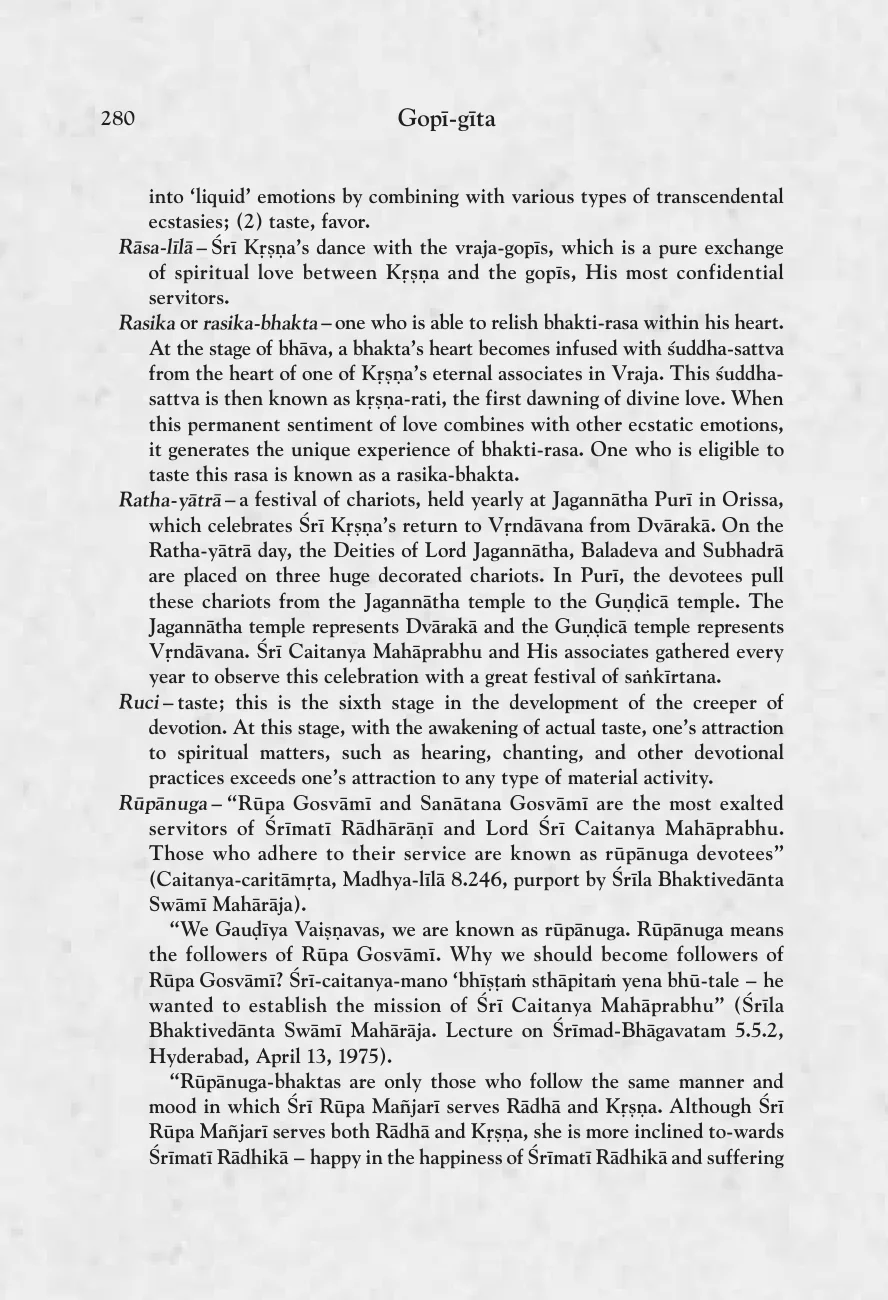 280
Gopī-gīta
into ‘liquid’ emotions by combining with various types of transcendental
ecstasies; (2) taste, favor.
Rāsa-līlā – Śrī Kṛṣṇa’s dance with the vraja-gopīs, which is a pure exchange
of spiritual love between Kṛṣṇa and the gopīs, His most confidential
servitors.
Rasika or rasika-bhakta – one who is able to relish bhakti-rasa within his heart.
At the stage of bhāva, a bhakta’s heart becomes infused with śuddha-sattva
from the heart of one of Kṛṣṇa’s eternal associates in Vraja. This śuddha-
sattva is then known as kṛṣṇa-rati, the first dawning of divine love. When
this permanent sentiment of love combines with other ecstatic emotions,
it generates the unique experience of bhakti-rasa. One who is eligible to
taste this rasa is known as a rasika-bhakta.
Ratha-yātrā – a festival of chariots, held yearly at Jagannātha Purī in Orissa,
which celebrates Śrī Kṛṣṇa’s return to Vṛndāvana from Dvārakā. On the
Ratha-yātrā day, the Deities of Lord Jagannātha, Baladeva and Subhadrā
are placed on three huge decorated chariots. In Purī, the devotees pull
these chariots from the Jagannātha temple to the Guṇḍicā temple. The
Jagannātha temple represents Dvārakā and the Guṇḍicā temple represents
Vṛndāvana. Śrī Caitanya Mahāprabhu and His associates gathered every
year to observe this celebration with a great festival of saṅkīrtana.
Ruci – taste; this is the sixth stage in the development of the creeper of
devotion. At this stage, with the awakening of actual taste, one’s attraction
to spiritual matters, such as hearing, chanting, and other devotional
practices exceeds one’s attraction to any type of material activity.
Rūpānuga – “Rūpa Gosvāmī and Sanātana Gosvāmī are the most exalted
servitors of Śrīmatī Rādhārāṇī and Lord Śrī Caitanya Mahāprabhu.
Those who adhere to their service are known as rūpānuga devotees”
(Caitanya-caritāmṛta, Madhya-līlā 8.246, purport by Śrīla Bhaktivedānta
Swāmī Mahārāja).
“We Gauḍīya Vaiṣṇavas, we are known as rūpānuga. Rūpānuga means
the followers of Rūpa Gosvāmī. Why we should become followers of
Rūpa Gosvāmī? Śrī-caitanya-mano ‘bhīṣṭaṁ sthāpitaṁ yena bhū-tale – he
wanted to establish the mission of Śrī Caitanya Mahāprabhu” (Śrīla
Bhaktivedānta Swāmī Mahārāja. Lecture on Śrīmad-Bhāgavatam 5.5.2,
Hyderabad, April 13, 1975).
“Rūpānuga-bhaktas are only those who follow the same manner and
mood in which Śrī Rūpa Mañjarī serves Rādhā and Kṛṣṇa. Although Śrī
Rūpa Mañjarī serves both Rādhā and Kṛṣṇa, she is more inclined to-wards
Śrīmatī Rādhikā – happy in the happiness of Śrīmatī Rādhikā and suffering